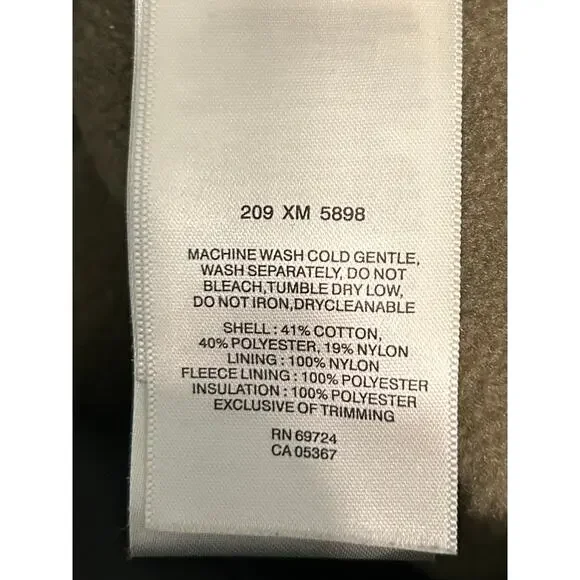 209 XM 5898
MACHINE WASH COLD GENTLE,
WASH SEPARATELY, DO NOT
BLEACH,TUMBLE DRY LOW,
DO NOT IRON,DRYCLEANABLE
SHELL : 41% COTTON,
40% POLYESTER, 19% NYLON
LINING : 100% NYLON
FLEECE LINING : 100% POLYESTER
INSULATION : 100% POLYESTER
EXCLUSIVE OF TRIMMING
RN 69724
CA 05367